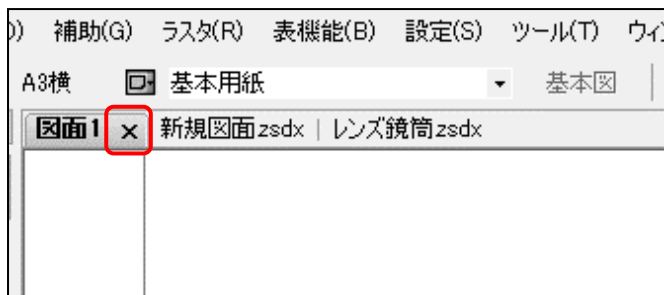 ) 補助(G) ラスタ(R) 表機能(B) 設定(S) ツール(T)
A3横 基本用紙 基本図
図面1 × 新規図面zsdx | レンズ鏡筒zsdx